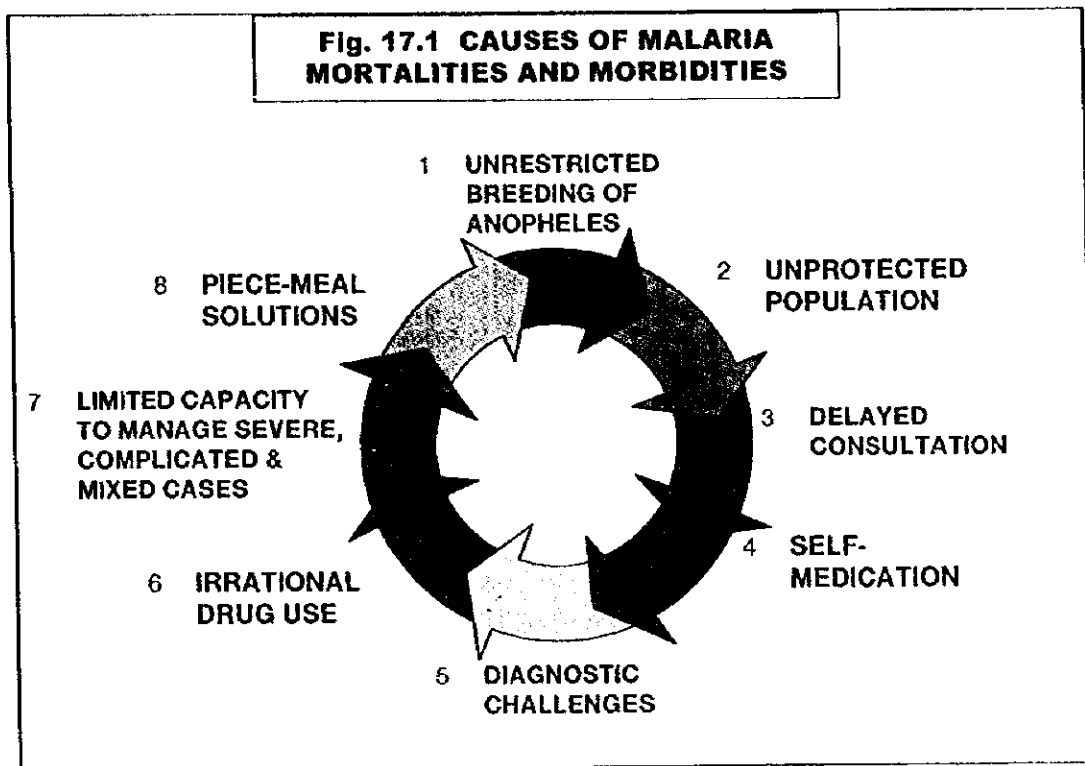 Fig. 17.1 CAUSES OF MALARIA
MORTALITIES AND MORBIDITIES
1 UNRESTRICTED
BREEDING OF
ANOPHELES
2 UNPROTECTED
POPULATION
3 DELAYED
CONSULTATION
4 SELF-
MEDICATION
5 DIAGNOSTIC
CHALLENGES
6 IRRATIONAL
DRUG USE
7 LIMITED CAPACITY
TO MANAGE SEVERE,
COMPLICATED &
MIXED CASES
8 PIECE-MEAL
SOLUTIONS